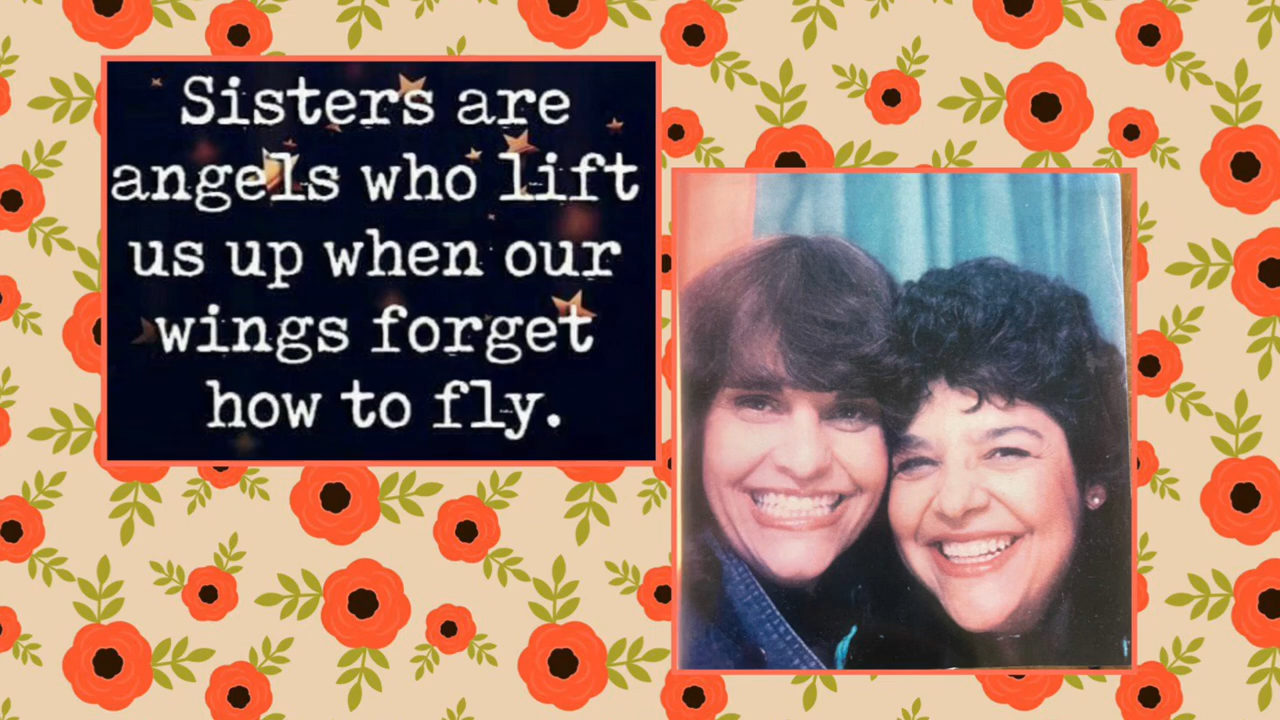 Sisters are
angels who lift
us up when our
wings forget
how to fly.